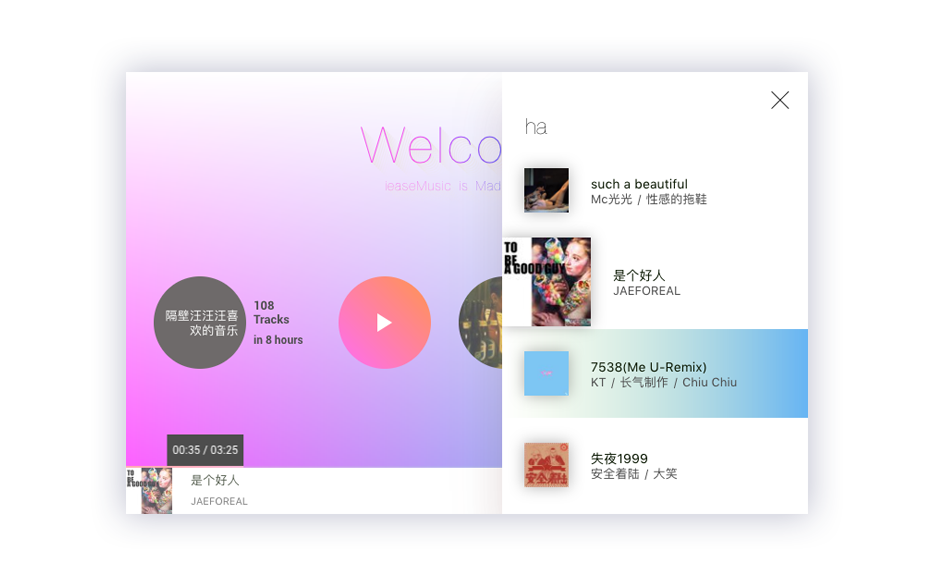 Welco
ieaseMusic is Mad
隔壁汪汪汪喜
欢的音乐
108
Tracks
in 8 hours
00:35 / 03:25
是个好人
JAEFOREAL
ha
such a beautiful
Mc光光 / 性感的拖鞋
TO
BE
A GOOD GUY
是个好人
JAEFOREAL
7538(Me U-Remix)
KT / 长气制作 / Chiu Chiu
失夜1999
安全着陆 / 大笑